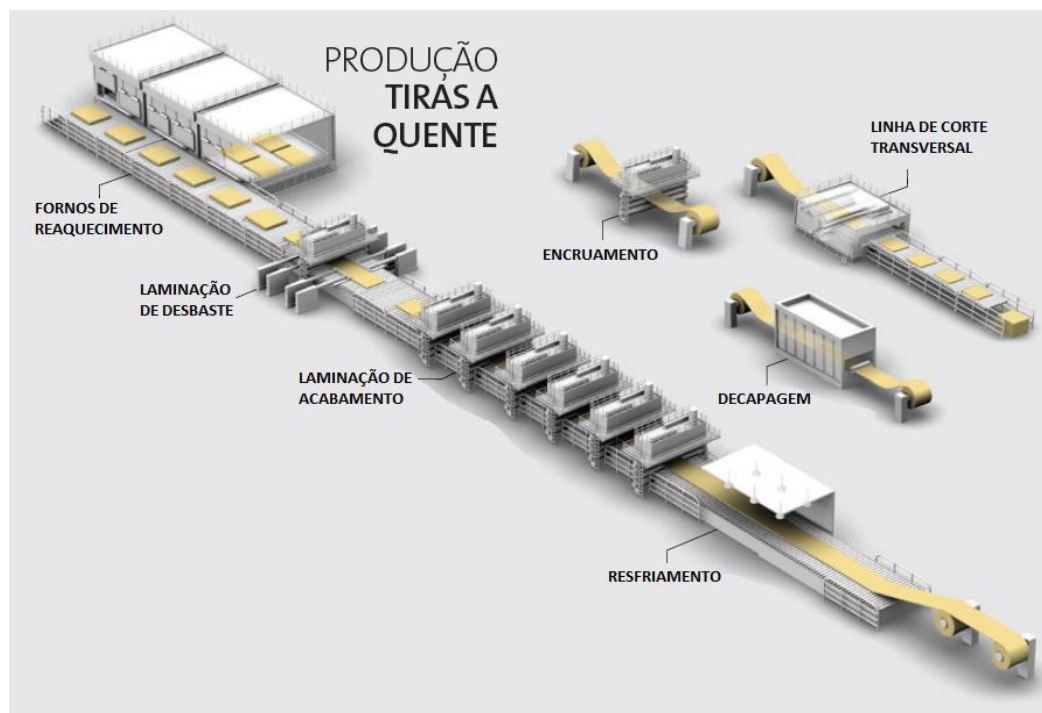 PRODUÇÃO
TIRAS A
QUENTE
FORNOS DE
REAQUECIMENTO
LAMINAÇÃO
DE DESBASTE
LAMINAÇÃO DE
ACABAMENTO
RESFRIAMENTO
ENCRUAMENTO
LINHA DE CORTE
TRANSVERSAL
DECAPAGEM